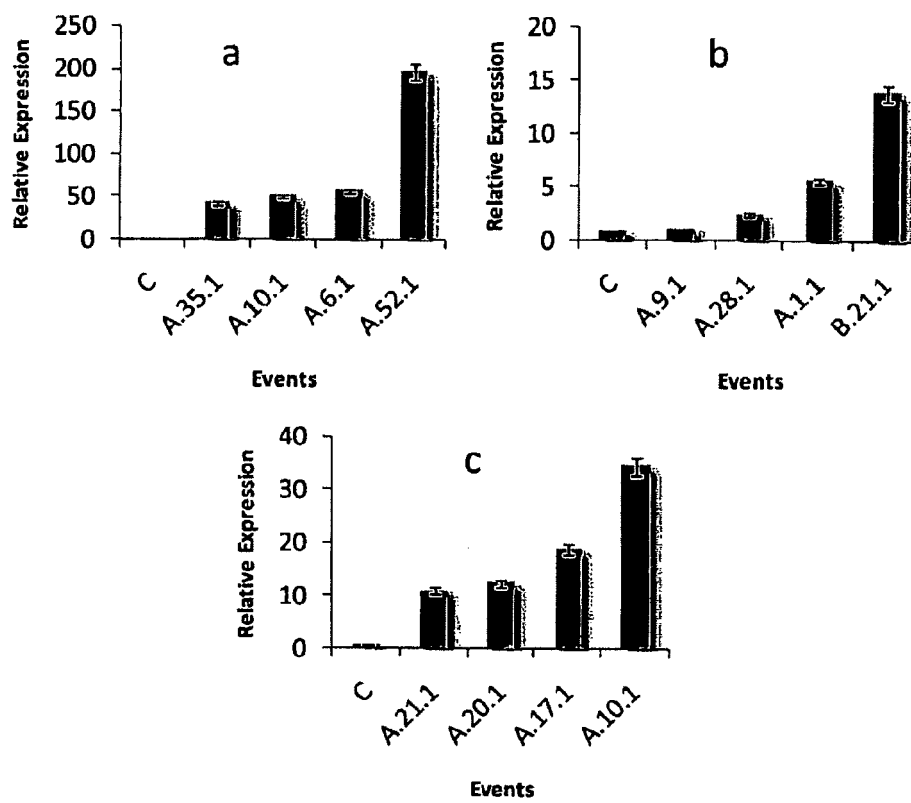 a
Relative Expression
250
200
150
100
50
0
C
A.35.1
A.10.1
A.6.1
A.52.1
Events
b
Relative Expression
20
15
10
5
0
C
A.9.1
A.28.1
A.1.1
B.21.1
Events
c
Relative Expression
40
30
20
10
0
C
A.21.1
A.20.1
A.17.1
A.10.1
Events